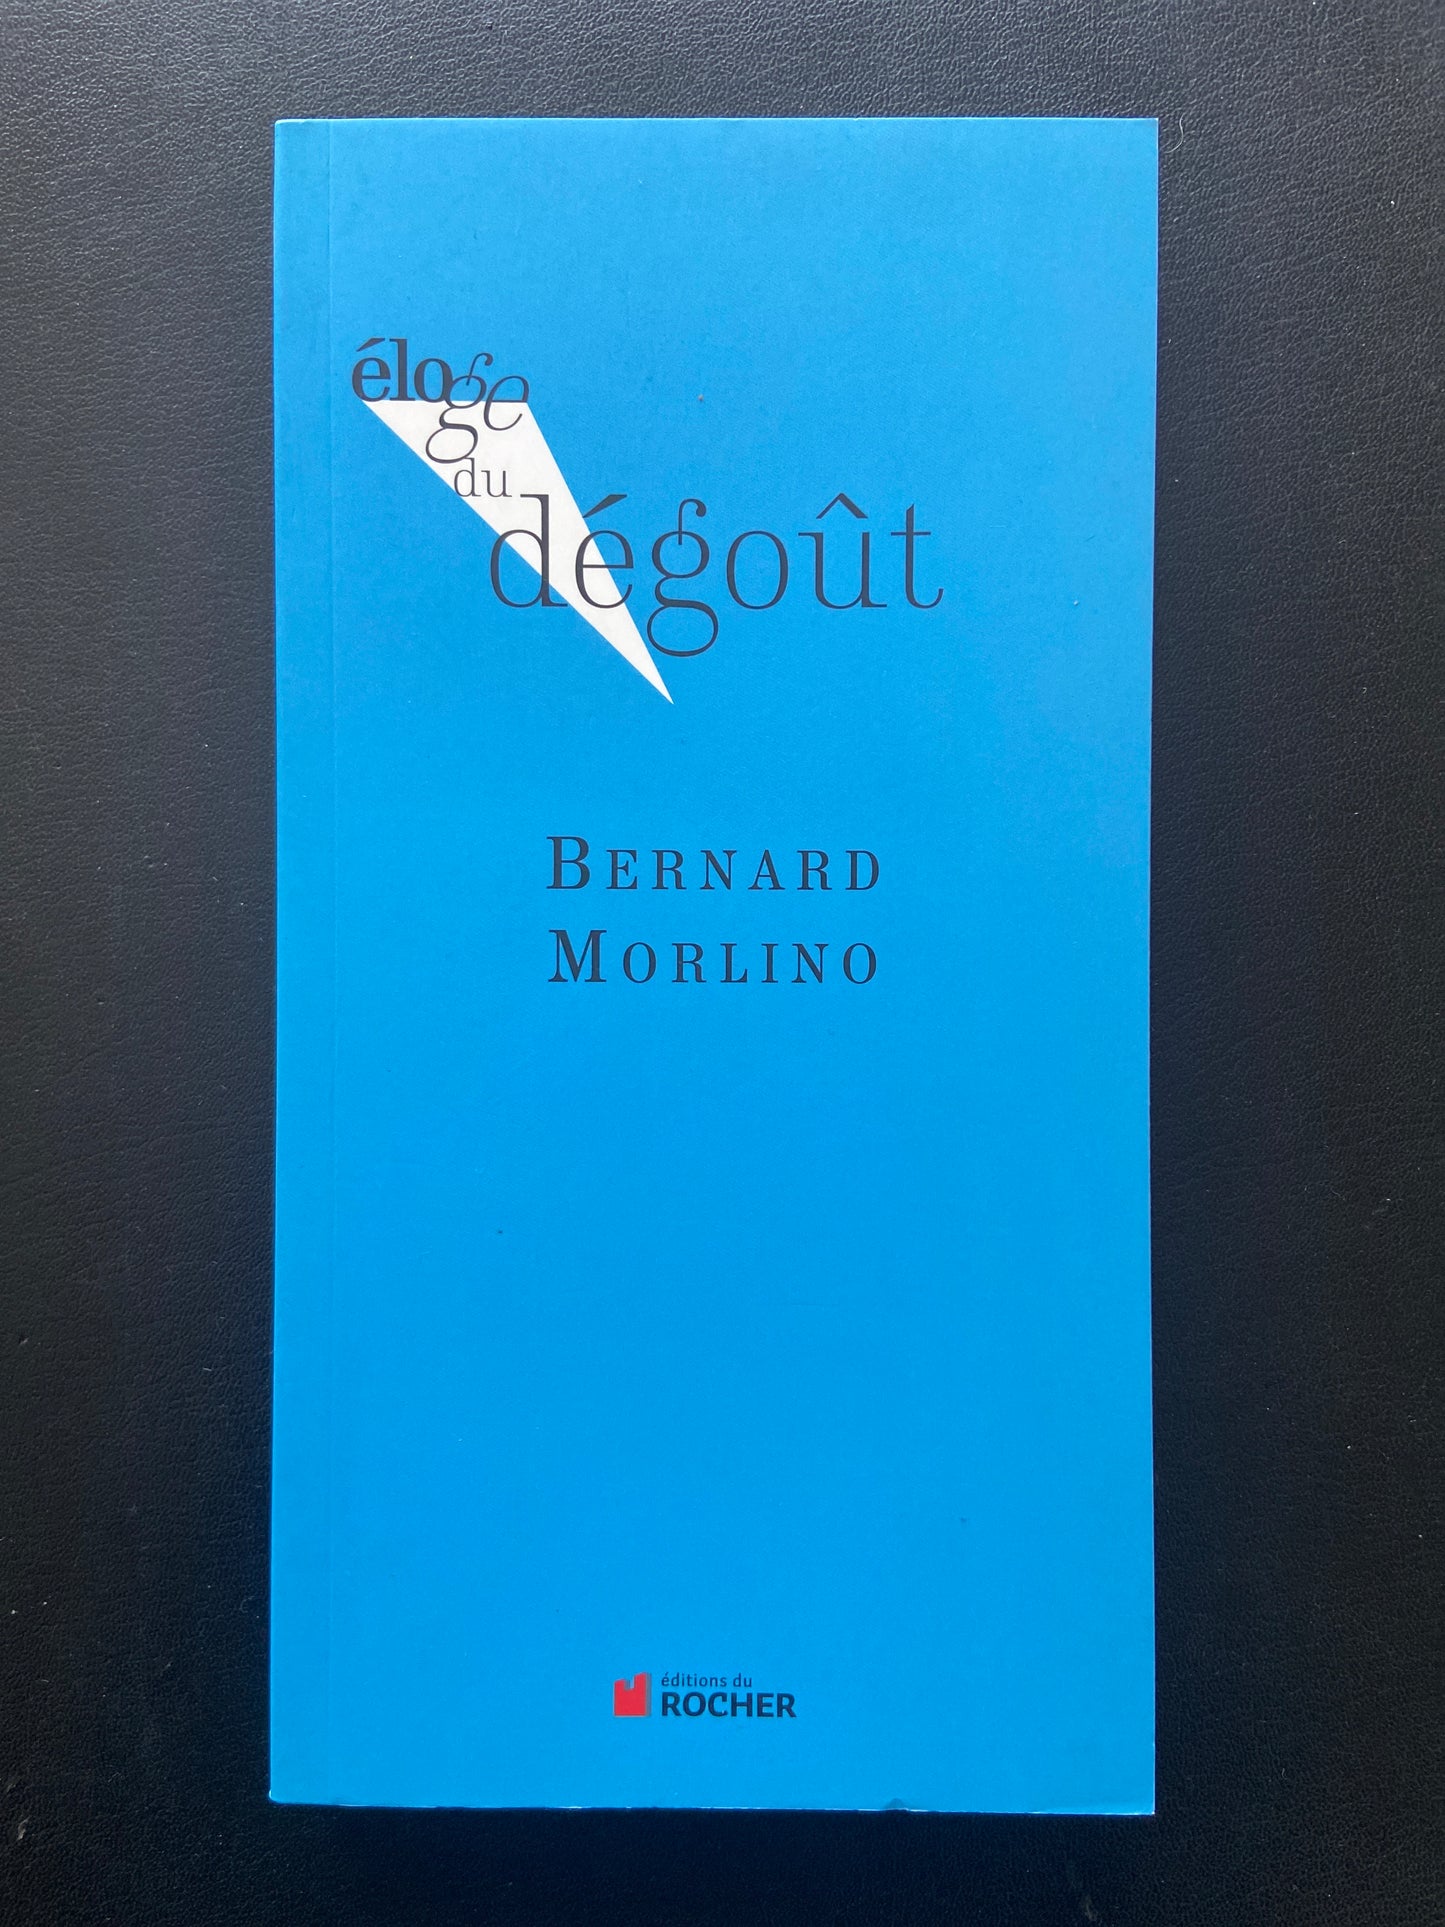 éloge
du
dégoût
BERNARD
MORLINO
éditions du
ROCHER